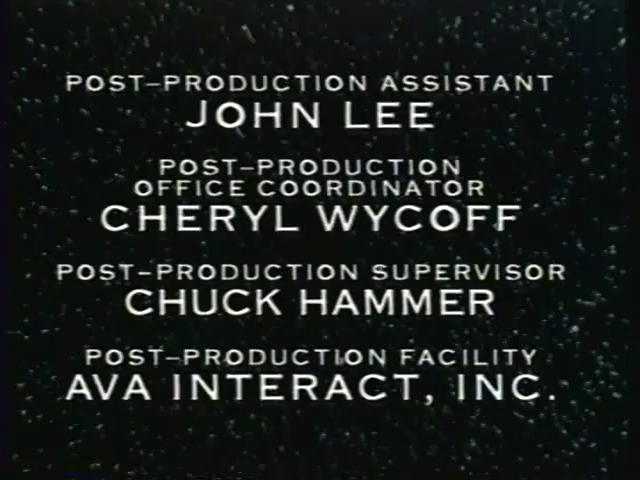 POST–PRODUCTION ASSISTANT
JOHN LEE
POST–PRODUCTION
OFFICE COORDINATOR
CHERYL WYCOFF
POST–PRODUCTION SUPERVISOR
CHUCK HAMMER
POST–PRODUCTION FACILITY
AVA INTERACT, INC.